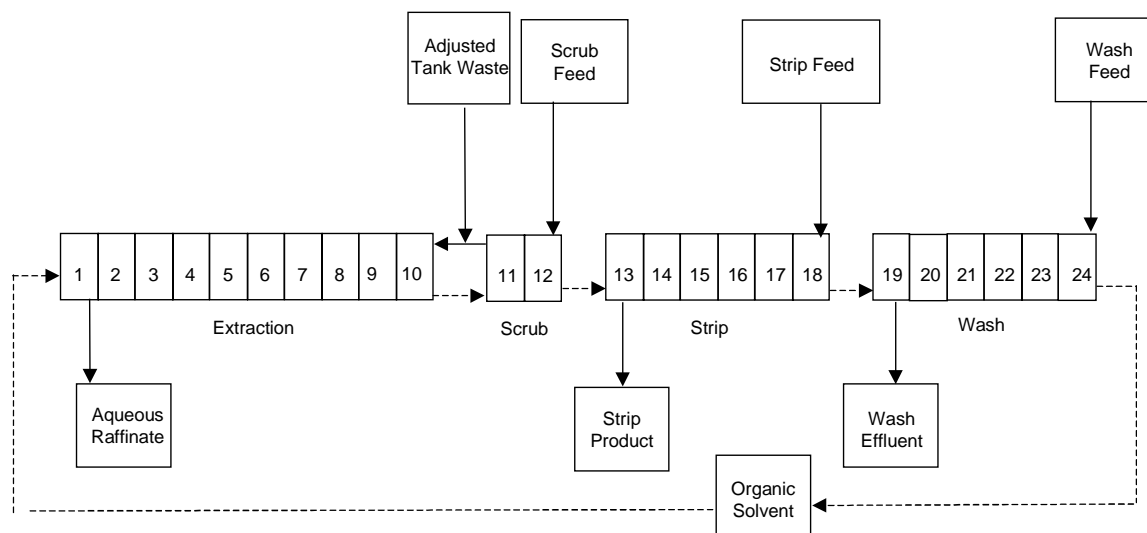 Adjusted
Tank Waste
Scrub
Feed
Strip Feed
Wash
Feed
1 2 3 4 5 6 7 8 9 10
11 12
13 14 15 16 17 18
19 20 21 22 23 24
Extraction
Scrub
Strip
Wash
Aqueous
Raffinate
Strip
Product
Wash
Effluent
Organic
Solvent